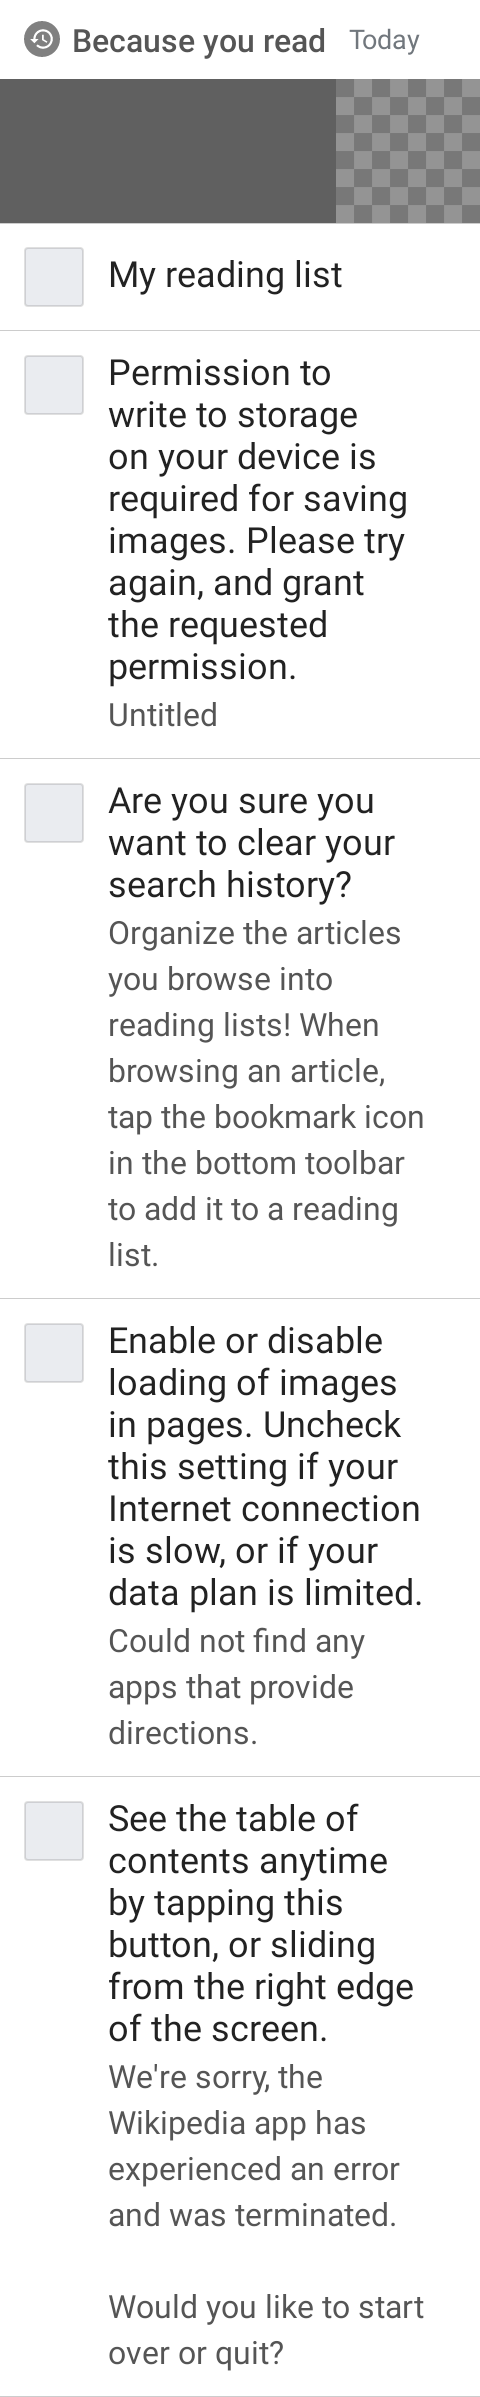 Because you read Today
My reading list
Permission to
write to storage
on your device is
required for saving
images. Please try
again, and grant
the requested
permission.
Untitled
Are you sure you
want to clear your
search history?
Organize the articles
you browse into
reading lists! When
browsing an article,
tap the bookmark icon
in the bottom toolbar
to add it to a reading
list.
Enable or disable
loading of images
in pages. Uncheck
this setting if your
Internet connection
is slow, or if your
data plan is limited.
Could not find any
apps that provide
directions.
See the table of
contents anytime
by tapping this
button, or sliding
from the right edge
of the screen.
We're sorry, the
Wikipedia app has
experienced an error
and was terminated.
Would you like to start
over or quit?